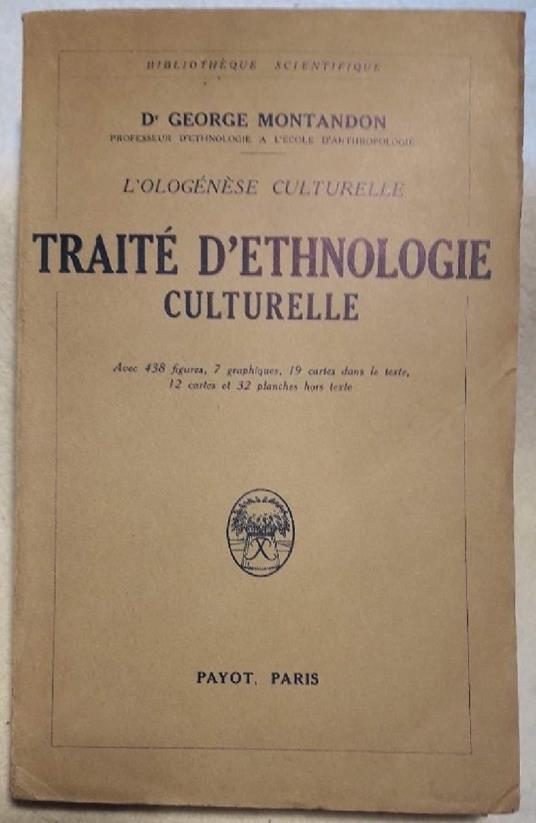 BIBLIOTHÈQUE SCIENTIFIQUE
Dr GEORGE MONTANDON
PROFESSEUR D'ETHNOLOGIE A L'ÉCOLE D'ANTHROPOLOGIE
L'OLOGÉNÈSE CULTURELLE
TRAITÉ D'ETHNOLOGIE
CULTURELLE
Avec 438 figures, 7 graphiques, 19 cartes dans le texte,
12 cartes et 32 planches hors texte
PAYOT, PARIS